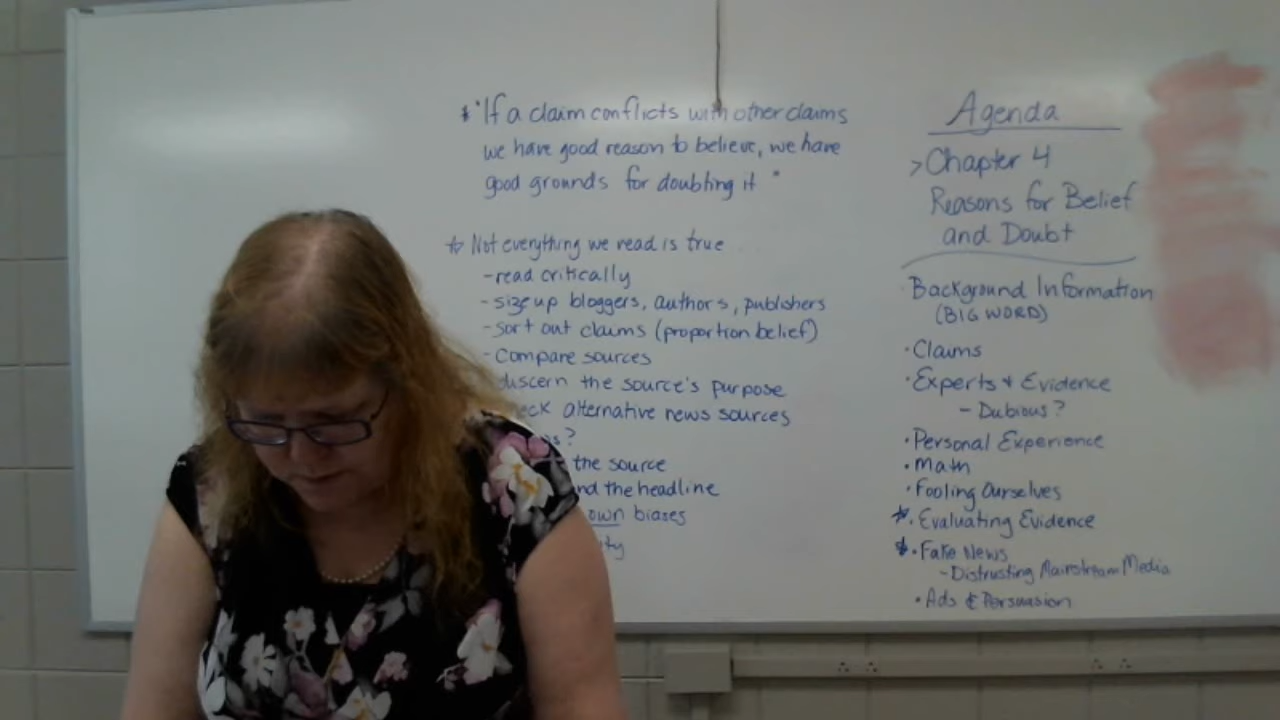 * "If a claim conflicts with other claims
we have good reason to believe, we have
good grounds for doubting it "
Not everything we read is true
- read critically
- size up bloggers, authors, publishers
- sort out claims (proportion belief)
- Compare sources
discern the source's purpose
alternative news sources
?
the source
the headline
own biases
Agenda
> Chapter 4
Reasons for Belief
and Doubt
Background Information
(BIG WORD)
· Claims
· Experts & Evidence
- Dubious?
· Personal Experience
· Math
· Fooling Ourselves
* · Evaluating Evidence
* · Fake News
- Distrusting Mainstream Media
· Ads & Persuasion